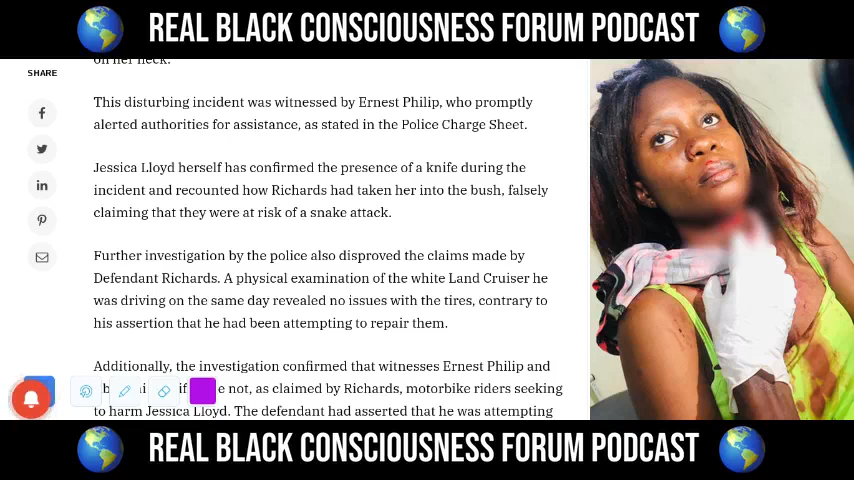 REAL BLACK CONSCIOUSNESS FORUM PODCAST
SHARE
on her neck.
This disturbing incident was witnessed by Ernest Philip, who promptly
alerted authorities for assistance, as stated in the Police Charge Sheet.
Jessica Lloyd herself has confirmed the presence of a knife during the
incident and recounted how Richards had taken her into the bush, falsely
claiming that they were at risk of a snake attack.
Further investigation by the police also disproved the claims made by
Defendant Richards. A physical examination of the white Land Cruiser he
was driving on the same day revealed no issues with the tires, contrary to
his assertion that he had been attempting to repair them.
Additionally, the investigation confirmed that witnesses Ernest Philip and
not, as claimed by Richards, motorbike riders seeking
to harm Jessica Lloyd. The defendant had asserted that he was attempting
REAL BLACK CONSCIOUSNESS FORUM PODCAST